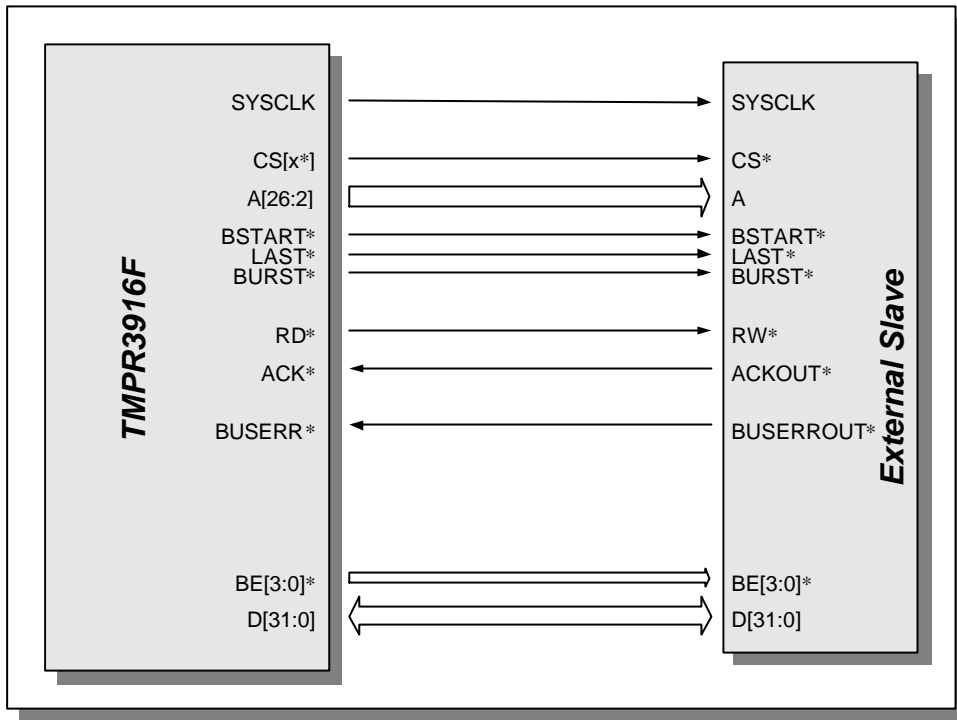 TMPR3916F
SYSCLK
CS[x*]
A[26:2]
BSTART*
LAST*
BURST*
RD*
ACK*
BUSERR*
BE[3:0]*
D[31:0]
SYSCLK
CS*
A
BSTART*
LAST*
BURST*
RW*
ACKOUT*
BUSERROUT*
BE[3:0]*
D[31:0]
External Slave